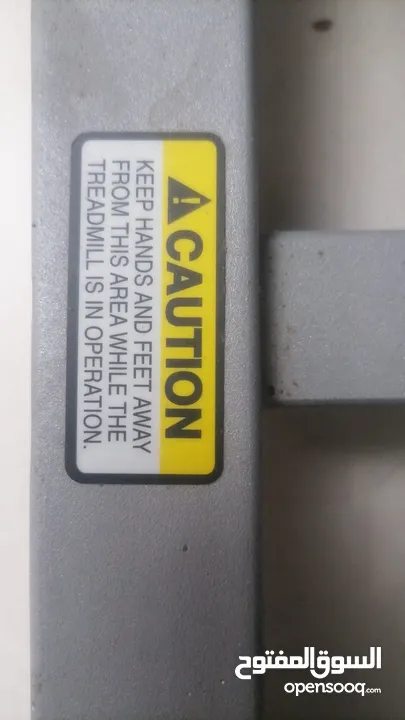 CAUTION
KEEP HANDS AND FEET AWAY
FROM THIS AREA WHILE THE
TREADMILL IS IN OPERATION.
السوق المفتوح
opensooq.com